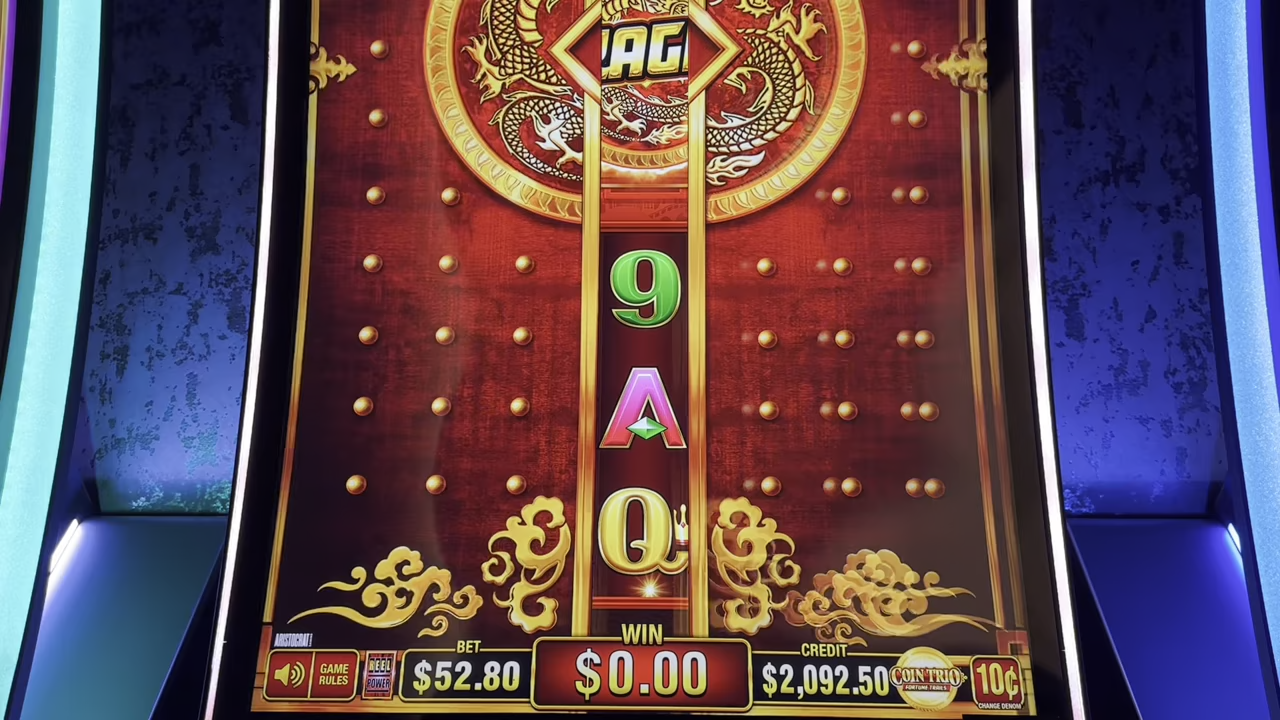 9
A
Q
ARISTOCRAT
BET
WIN
CREDIT
GAME RULES
REEL POWER
$52.80
$0.00
$2,092.50
COIN TRIO
FORTUNE TRAILS
10¢
CHANGE DENOM